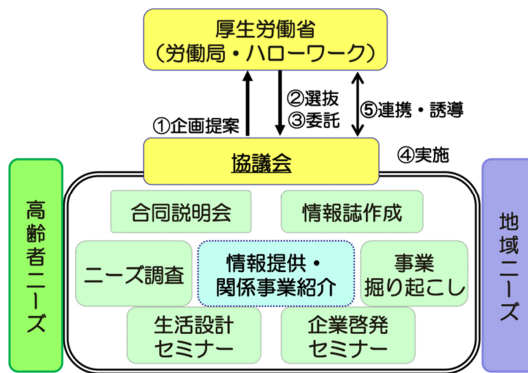 厚生労働省
（労働局・ハローワーク）
①企画提案
②選抜
③委託
⑤連携・誘導
協議会
④実施
高齢者ニーズ
地域ニーズ
合同説明会
情報誌作成
ニーズ調査
情報提供・
関係事業紹介
事業
掘り起こし
生活設計
セミナー
企業啓発
セミナー